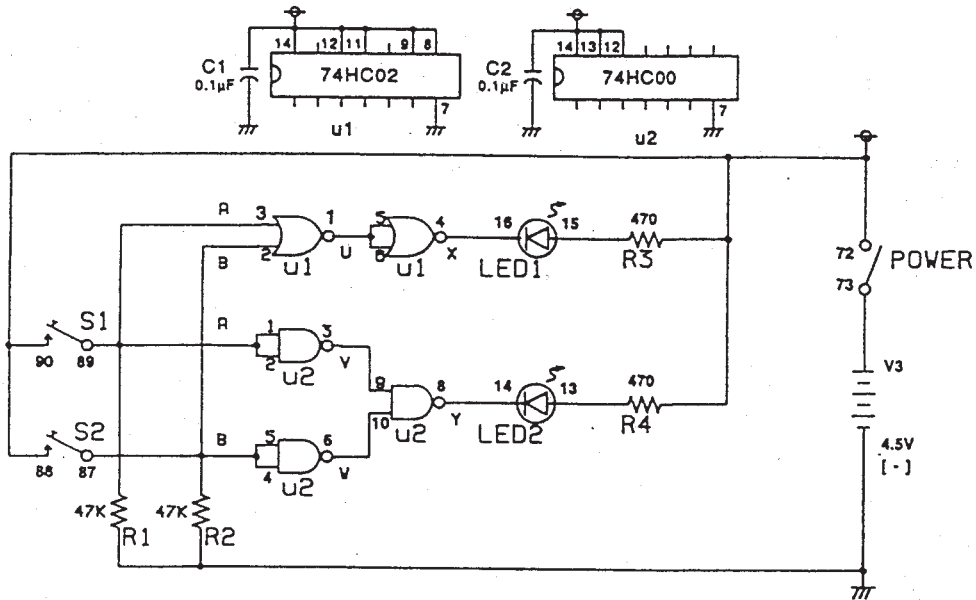 14 12 11 9 8
C1
0.1µF
74HC02
7
u1
14 13 12
C2
0.1µF
74HC00
7
u2
A
3
1
5
4
16
15
470
2
U
6
X
B
u1
u1
LED1
R3
72
73
POWER
S1
A
1
3
90
89
2
V
u2
9
8
14
13
470
V3
10
Y
u2
LED2
R4
S2
B
5
6
88
87
4
W
u2
4.5V
[-]
47K
R1
47K
R2